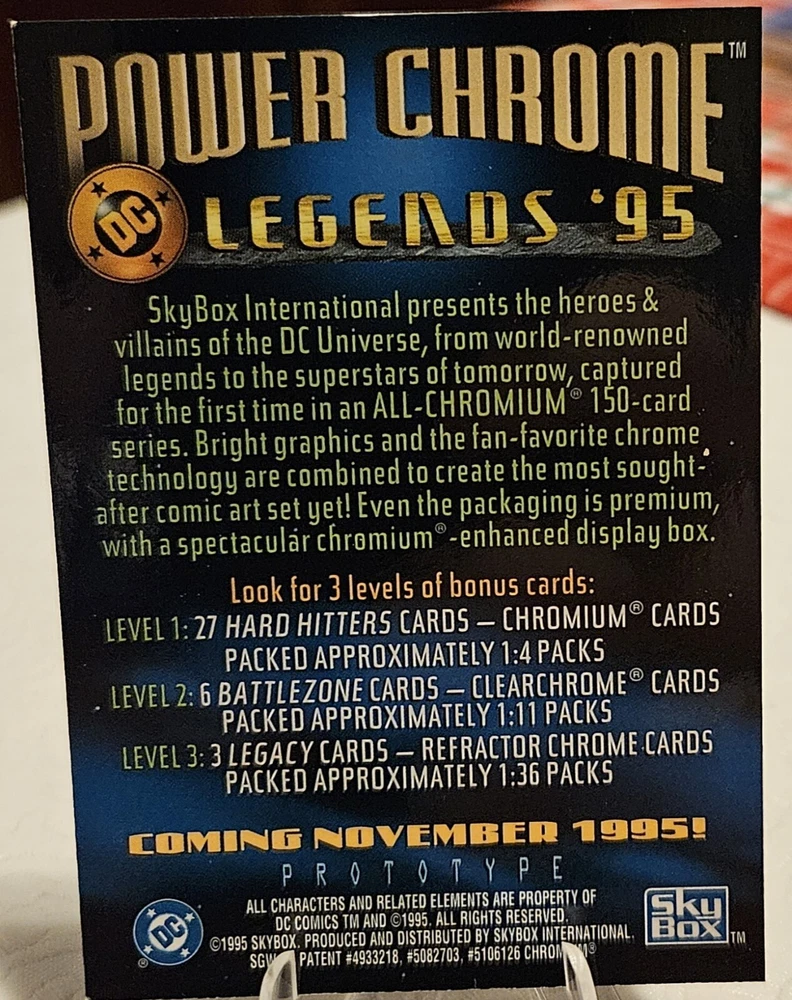 POWER CHROME™
DC LEGENDS '95
SkyBox International presents the heroes &
villains of the DC Universe, from world-renowned
legends to the superstars of tomorrow, captured
for the first time in an ALL-CHROMIUM® 150-card
series. Bright graphics and the fan-favorite chrome
technology are combined to create the most sought-
after comic art set yet! Even the packaging is premium,
with a spectacular chromium®-enhanced display box.
Look for 3 levels of bonus cards:
LEVEL 1: 27 HARD HITTERS CARDS – CHROMIUM® CARDS
PACKED APPROXIMATELY 1:4 PACKS
LEVEL 2: 6 BATTLEZONE CARDS – CLEARCHROME® CARDS
PACKED APPROXIMATELY 1:11 PACKS
LEVEL 3: 3 LEGACY CARDS – REFRACTOR CHROME CARDS
PACKED APPROXIMATELY 1:36 PACKS
COMING NOVEMBER 1995!
PROTOTYPE
ALL CHARACTERS AND RELATED ELEMENTS ARE PROPERTY OF
DC COMICS TM AND ©1995. ALL RIGHTS RESERVED.
©1995 SKYBOX. PRODUCED AND DISTRIBUTED BY SKYBOX INTERNATIONAL.
PATENT #4933218, #5082703, #5106126
DC ®
SkyBox TM